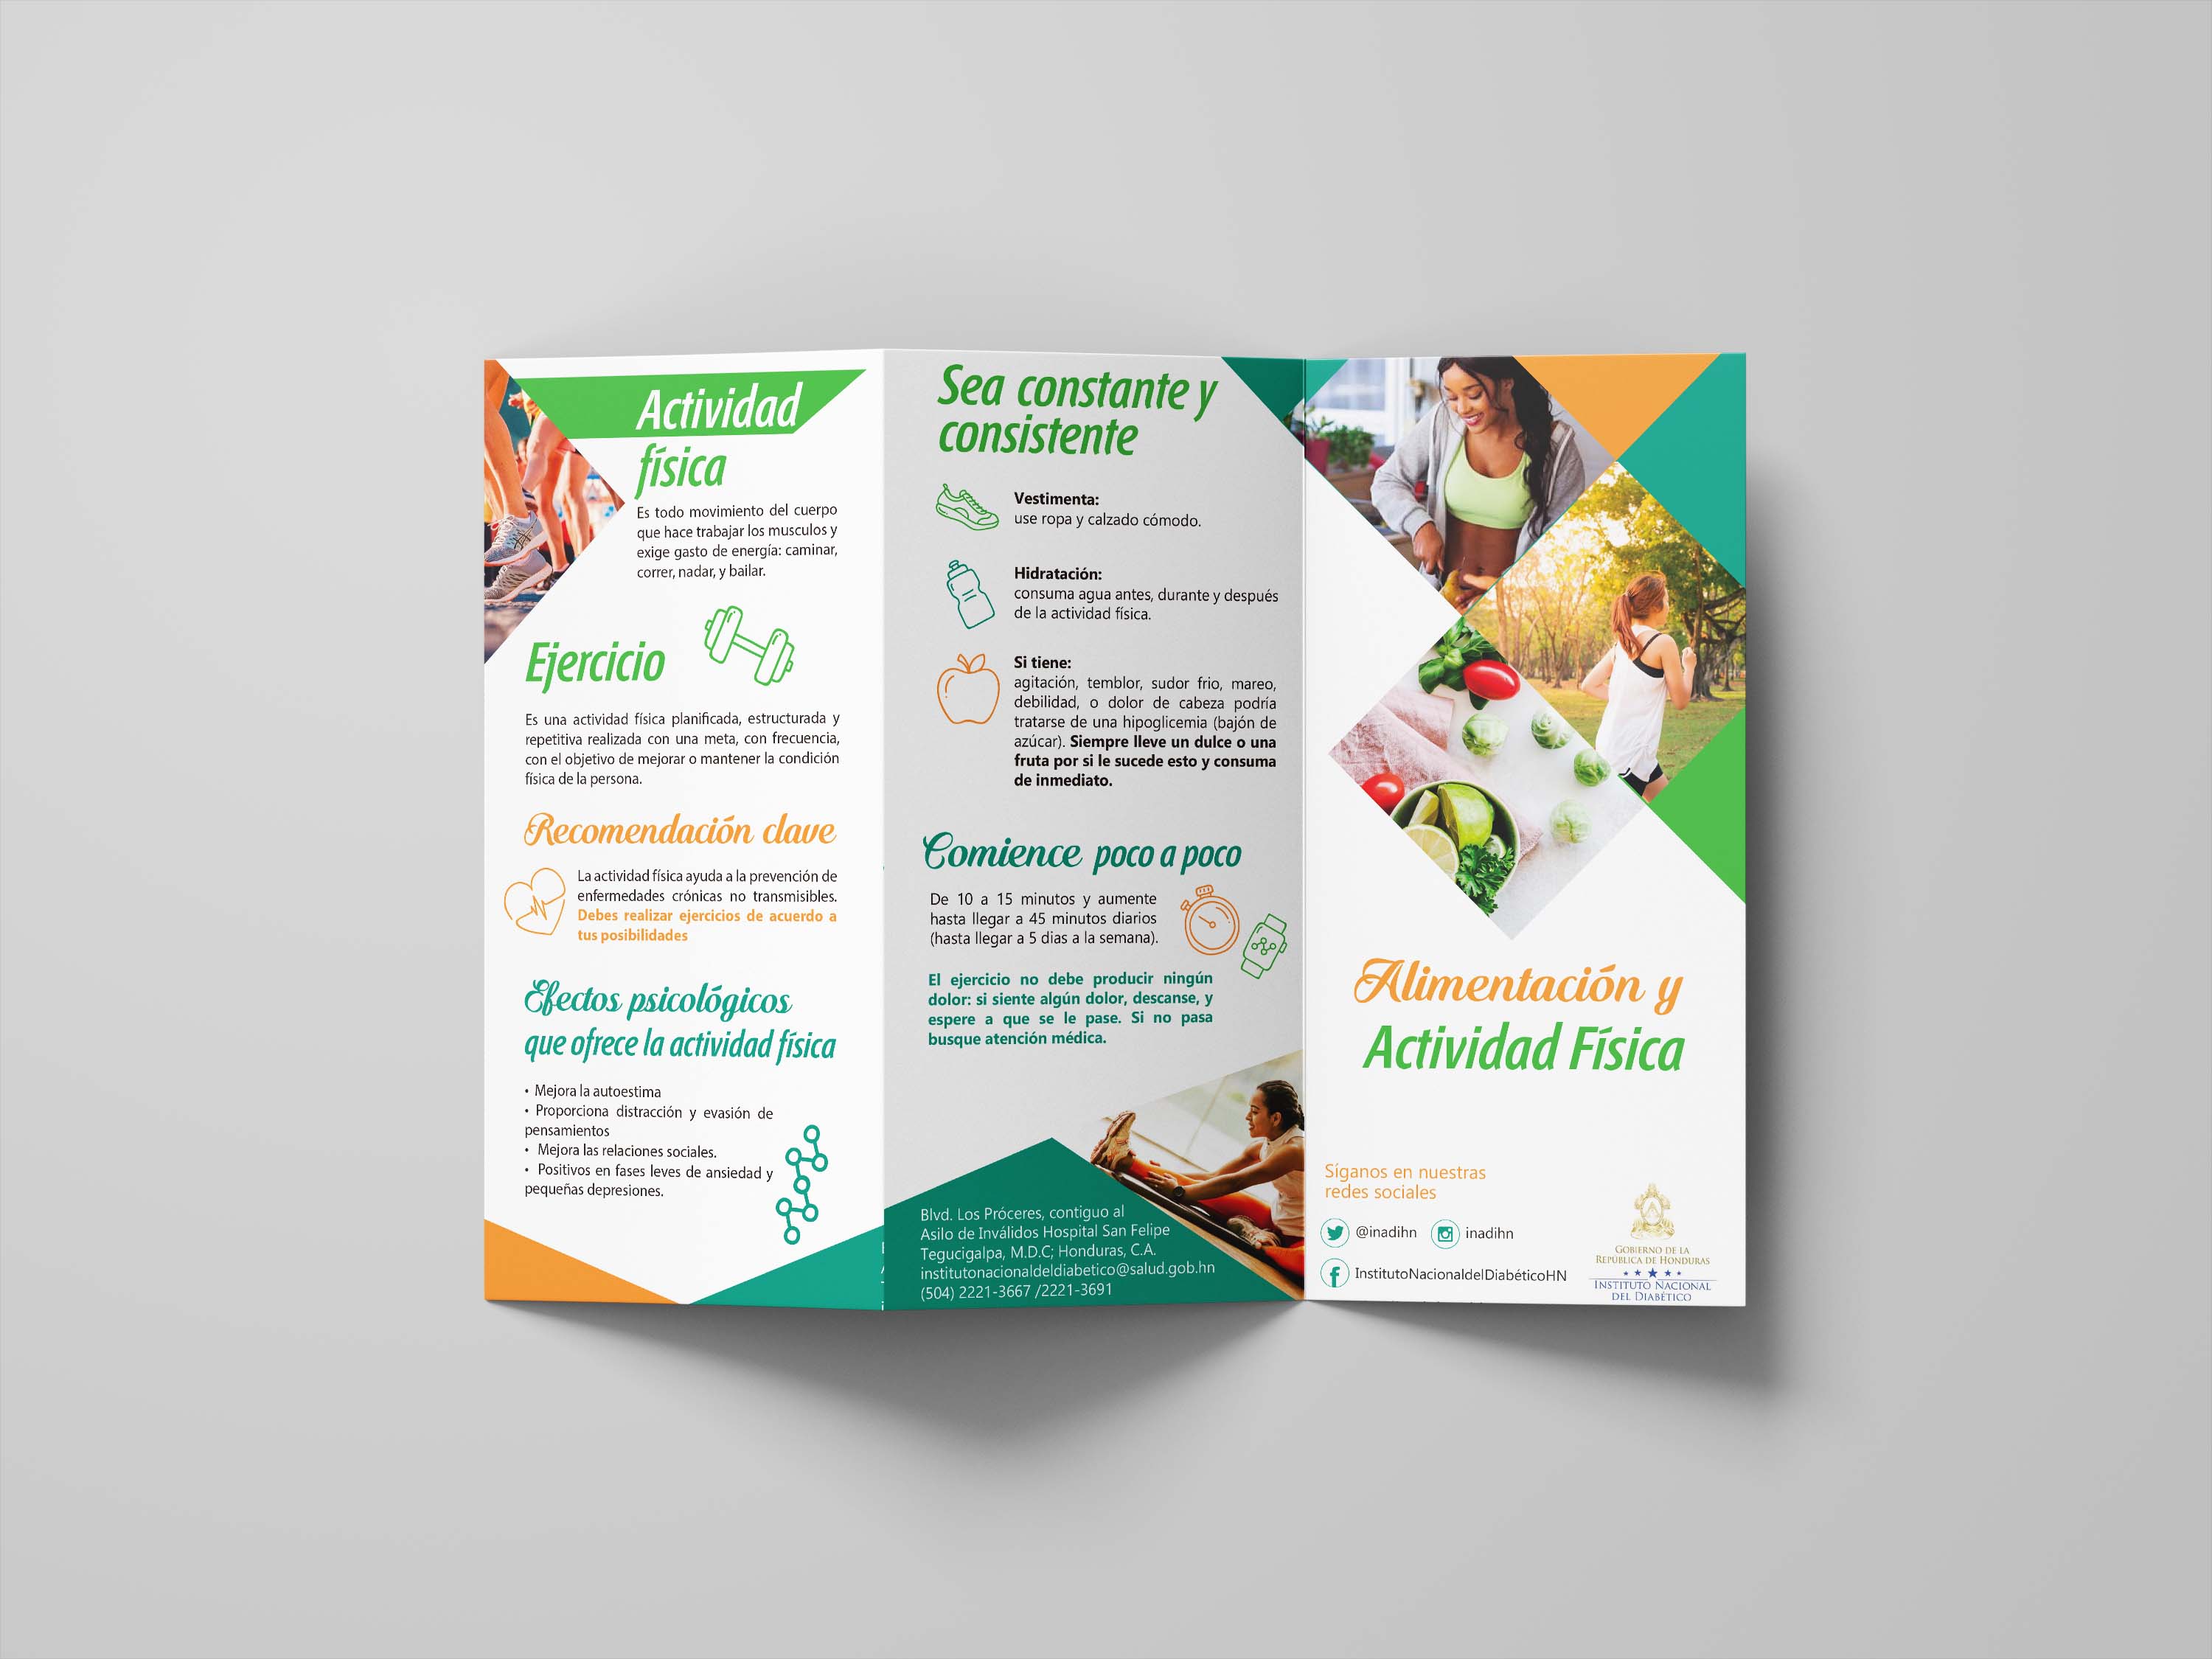 Actividad
física
Es todo movimiento del cuerpo
que hace trabajar los musculos y
exige gasto de energía: caminar,
correr, nadar, y bailar.
Ejercicio
Es una actividad física planificada, estructurada y
repetitiva realizada con una meta, con frecuencia,
con el objetivo de mejorar o mantener la condición
física de la persona.
Recomendación clave
La actividad física ayuda a la prevención de
enfermedades crónicas no transmisibles.
Debes realizar ejercicios de acuerdo a
tus posibilidades
Efectos psicológicos
que ofrece la actividad física
• Mejora la autoestima
• Proporciona distracción y evasión de
pensamientos
• Mejora las relaciones sociales.
• Positivos en fases leves de ansiedad y
pequeñas depresiones.
Sea constante y
consistente
Vestimenta:
use ropa y calzado cómodo.
Hidratación:
consuma agua antes, durante y después
de la actividad física.
Si tiene:
agitación, temblor, sudor frio, mareo,
debilidad, o dolor de cabeza podría
tratarse de una hipoglicemia (bajón de
azúcar). Siempre lleve un dulce o una
fruta por si le sucede esto y consuma
de inmediato.
Comience poco a poco
De 10 a 15 minutos y aumente
hasta llegar a 45 minutos diarios
(hasta llegar a 5 dias a la semana).
El ejercicio no debe producir ningún
dolor: si siente algún dolor, descanse, y
espere a que se le pase. Si no pasa
busque atención médica.
Blvd. Los Próceres, contiguo al
Asilo de Inválidos Hospital San Felipe
Tegucigalpa, M.D.C; Honduras, C.A.
institutonacionaldeldiabetico@salud.gob.hn
(504) 2221-3667 /2221-3691
Alimentación y
Actividad Física
Síganos en nuestras
redes sociales
@inadihn inadihn
InstitutoNacionaldelDiabéticoHN
GOBIERNO DE LA
REPÚBLICA DE HONDURAS
INSTITUTO NACIONAL
DEL DIABÉTICO